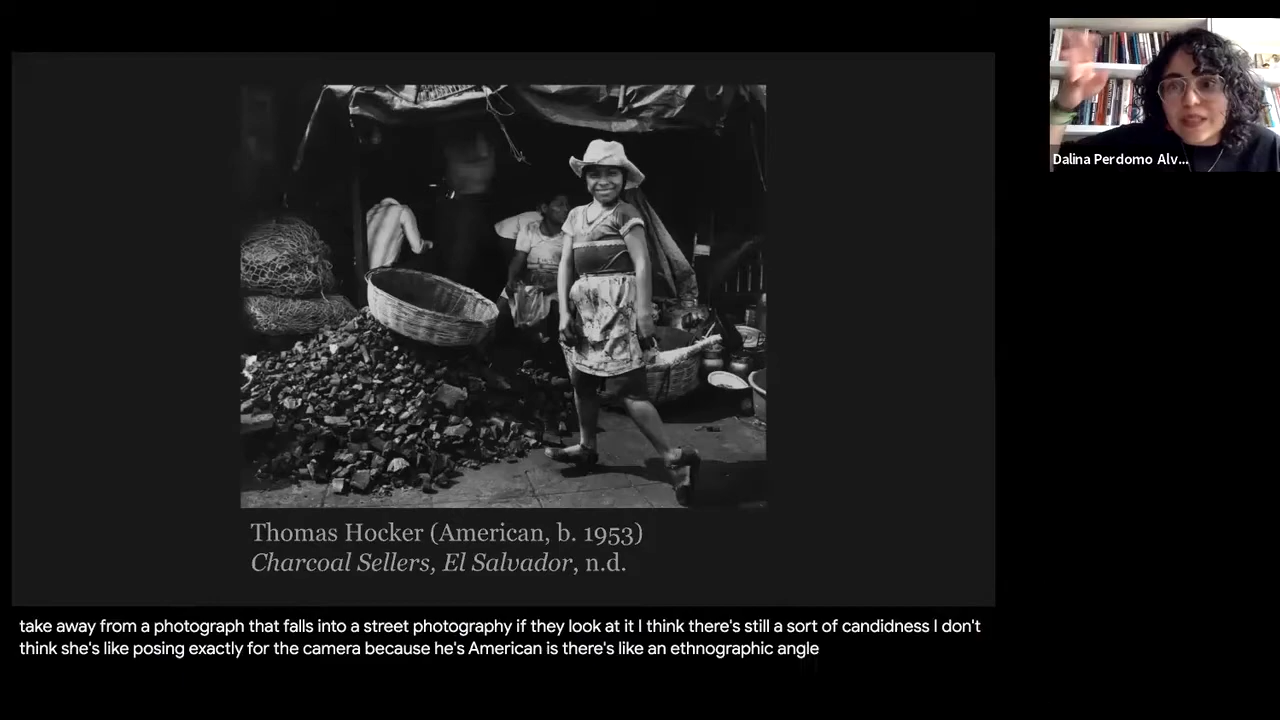 Dalina Perdomo Alv...
Thomas Hocker (American, b. 1953)
Charcoal Sellers, El Salvador, n.d.
take away from a photograph that falls into a street photography if they look at it I think there's still a sort of candidness I don't
think she's like posing exactly for the camera because he's American is there's like an ethnographic angle